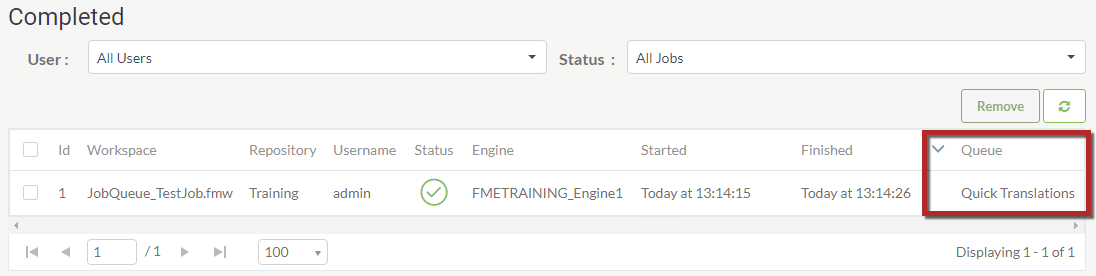 Completed
User : All Users Status : All Jobs
Remove
Id Workspace Repository Username Status Engine Started Finished Queue
1 JobQueue_TestJob.fmw Training admin FMETRAINING_Engine1 Today at 13:14:15 Today at 13:14:26 Quick Translations
1 / 1 100 Displaying 1 - 1 of 1